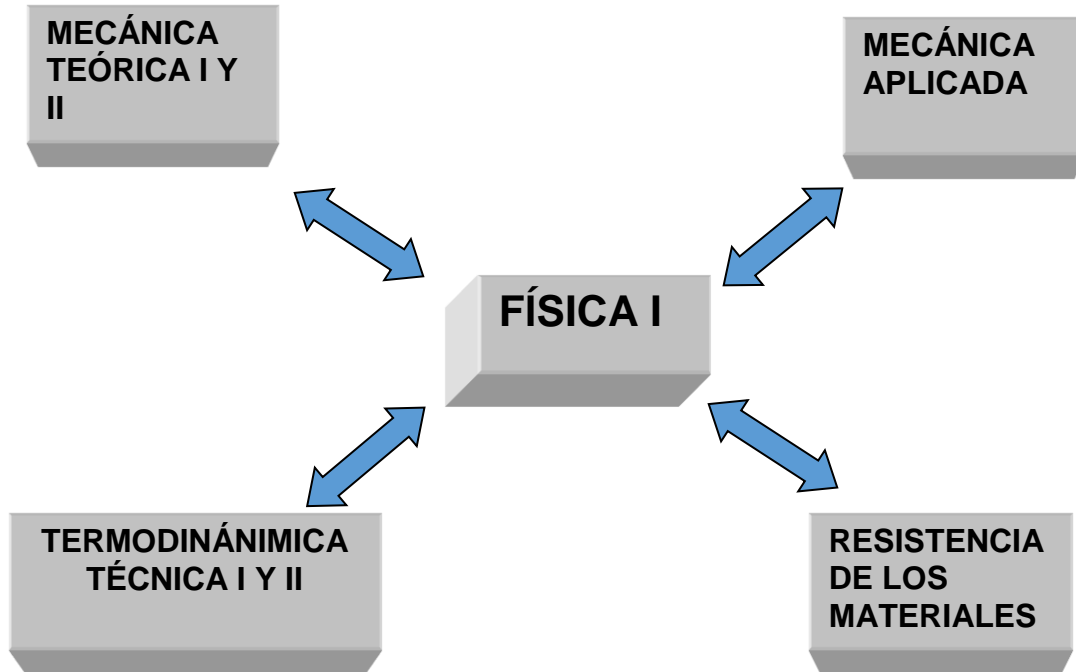 MECÁNICA
TEÓRICA I Y
II
MECÁNICA
APLICADA
FÍSICA I
TERMODINÁNIMICA
TÉCNICA I Y II
RESISTENCIA
DE LOS
MATERIALES